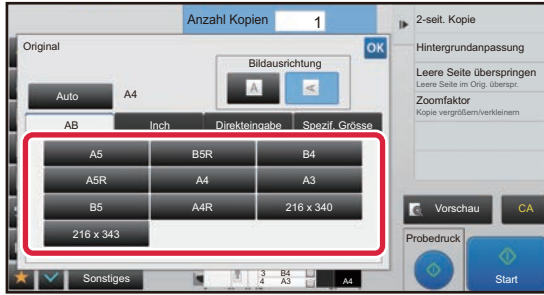 Anzahl Kopien 1
2-seit. Kopie
Original
OK
Hintergrundanpassung
Bildausrichtung
Leere Seite überspringen
Leere Seite im Orig. überspr.
Auto A4
A A
Zoomfaktor
Kopie vergrößern/verkleinern
AB Inch Direkteingabe Spezif. Grösse
A5 B5R B4
A5R A4 A3
B5 A4R 216 x 340
216 x 343
Vorschau CA
Probedruck
Sonstiges
3 B4
4 A3
A4
Start